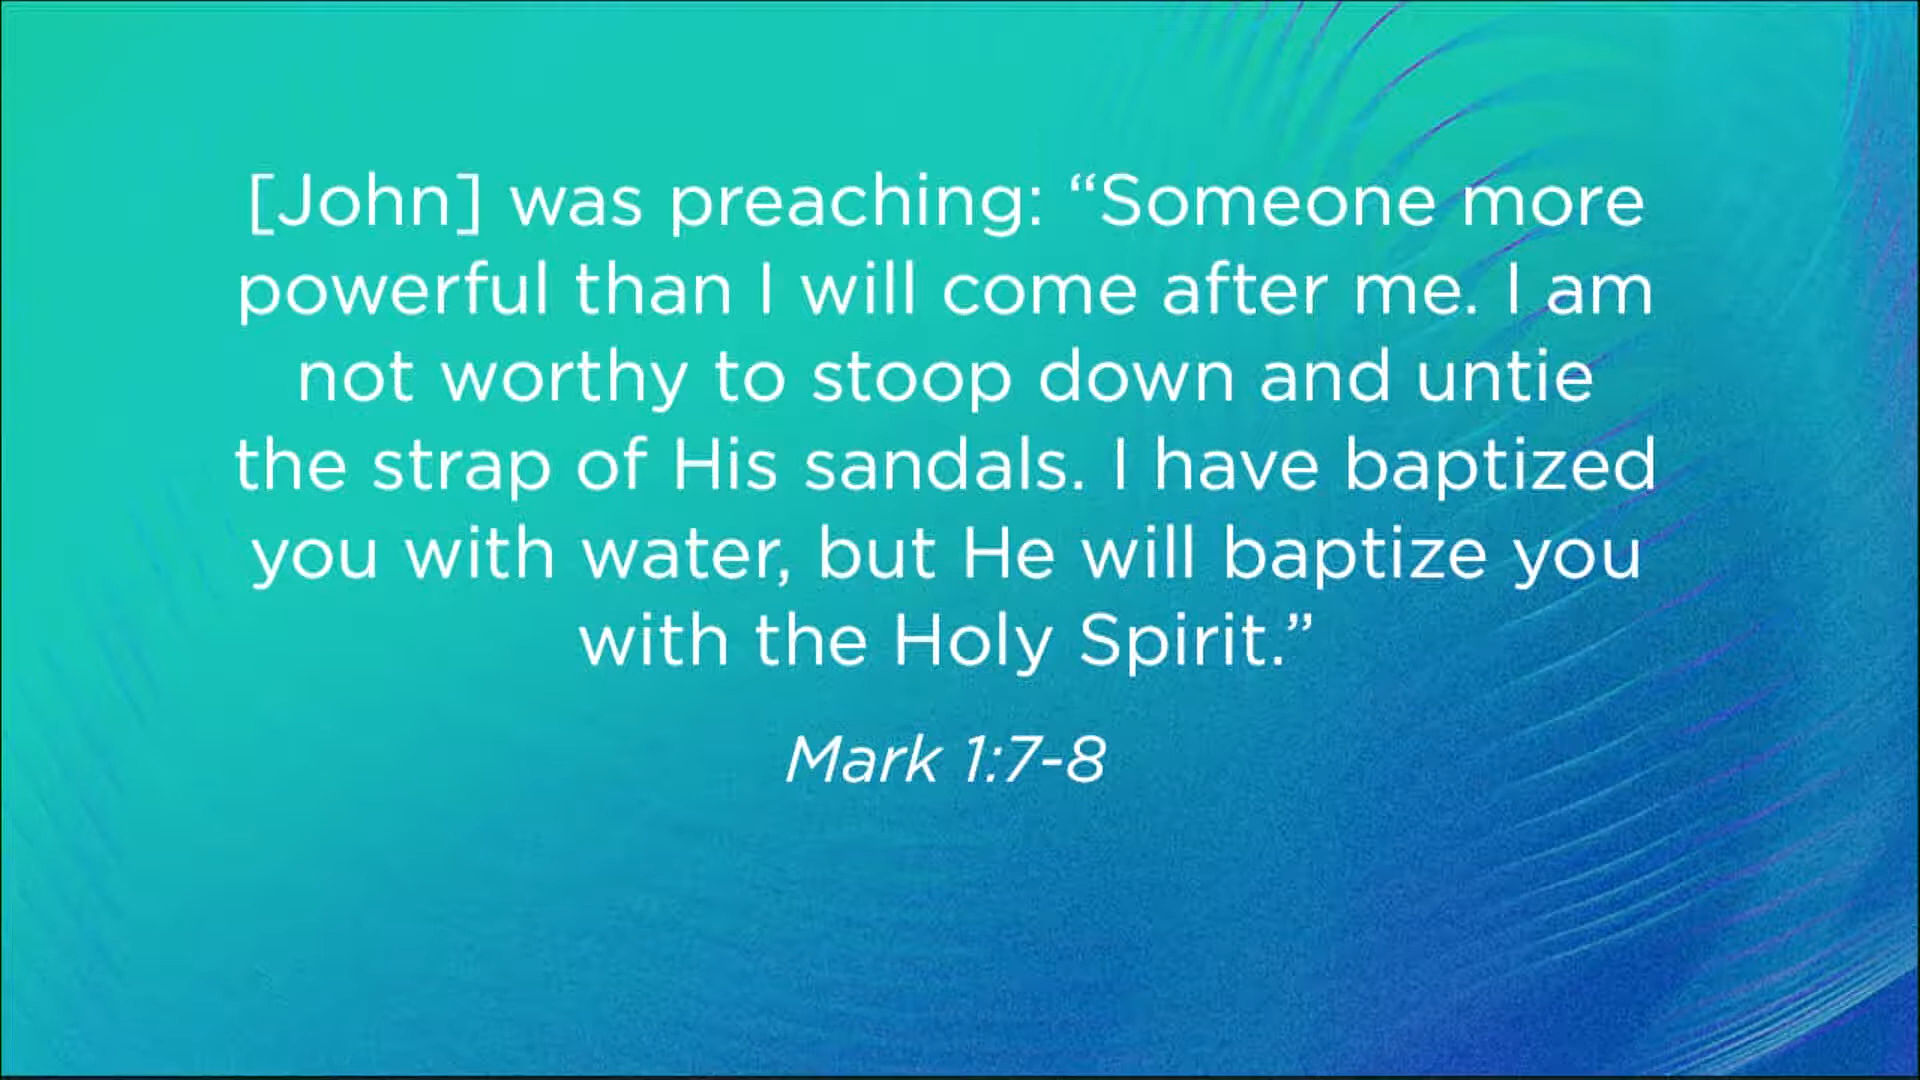 [John] was preaching: “Someone more
powerful than I will come after me. I am
not worthy to stoop down and untie
the strap of His sandals. I have baptized
you with water, but He will baptize you
with the Holy Spirit.”
Mark 1:7-8